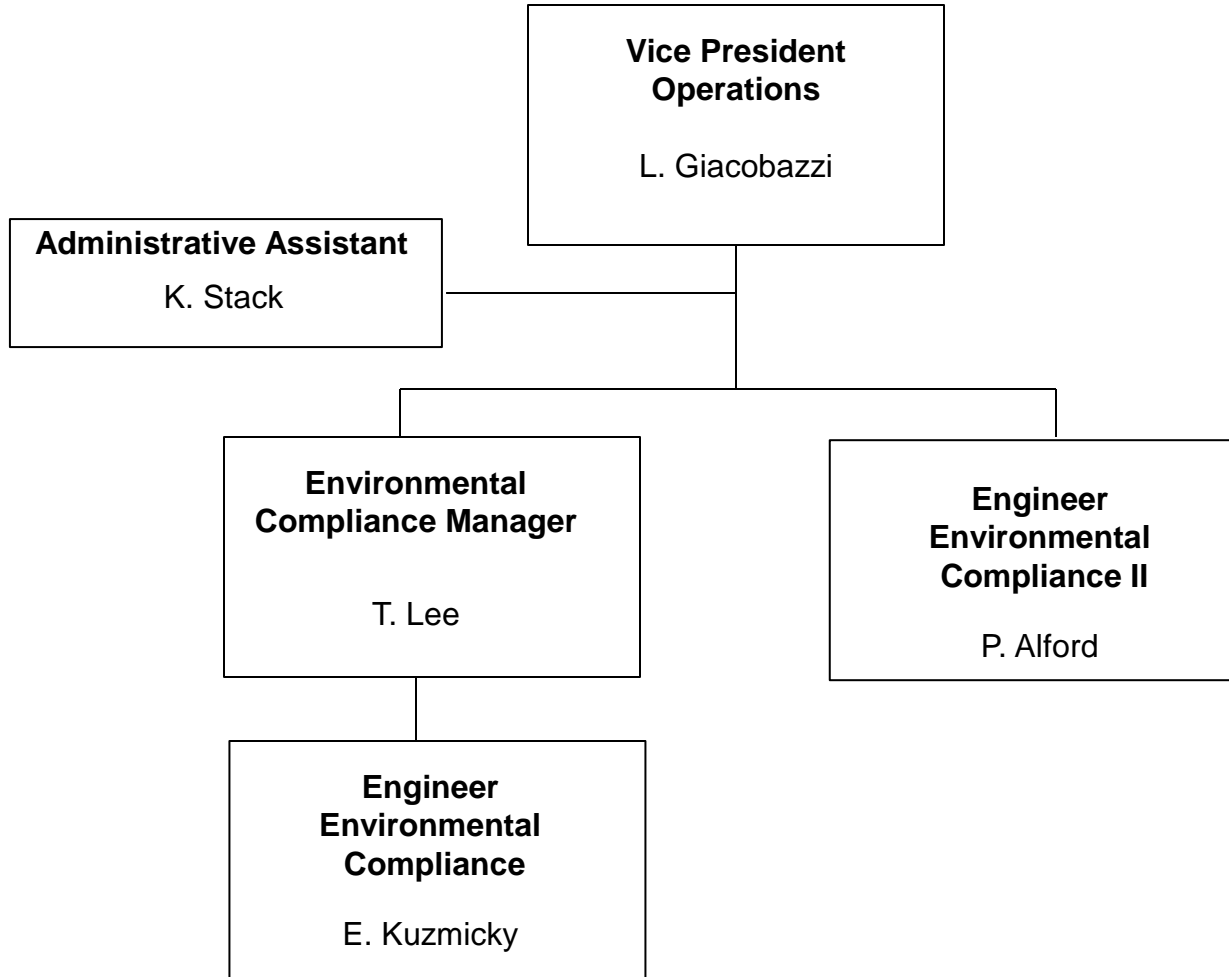 Vice President
Operations
L. Giacobazzi
Administrative Assistant
K. Stack
Environmental
Compliance Manager
T. Lee
Engineer
Environmental
Compliance II
P. Alford
Engineer
Environmental
Compliance
E. Kuzmicky